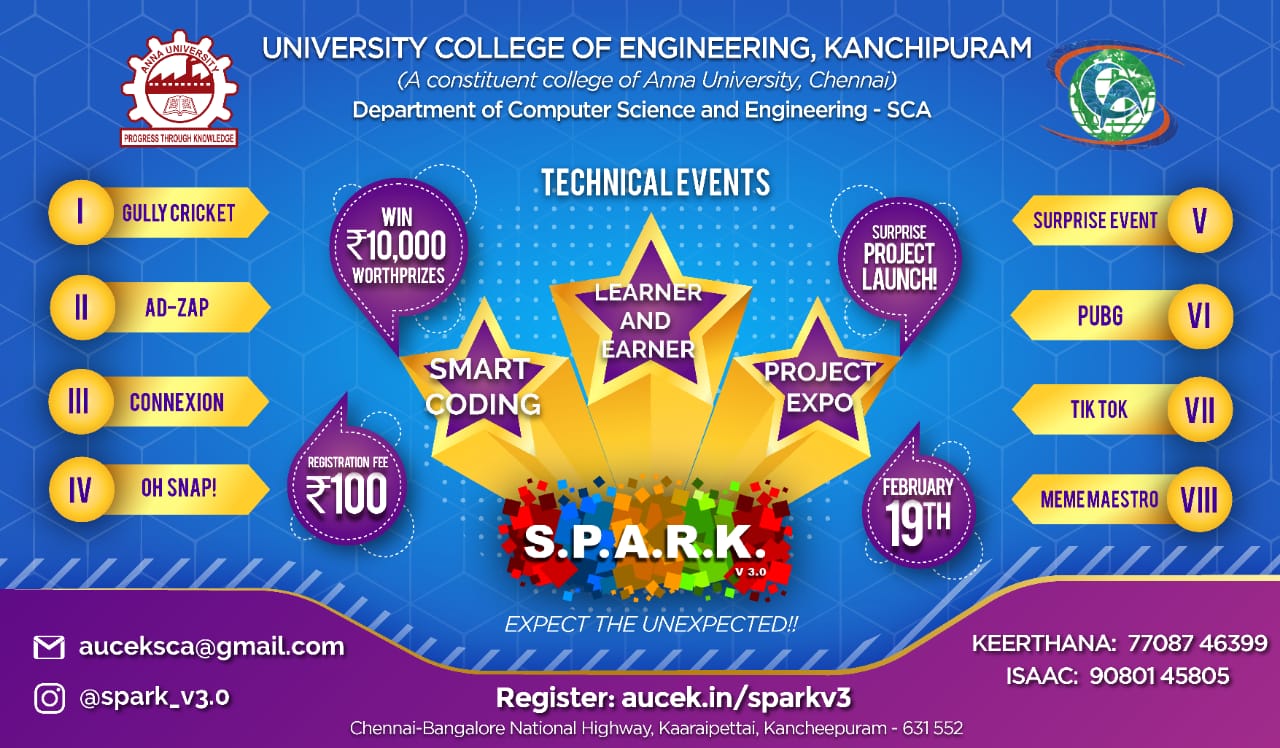 ANNA UNIVERSITY
PROGRESS THROUGH KNOWLEDGE
UNIVERSITY COLLEGE OF ENGINEERING, KANCHIPURAM
(A constituent college of Anna University, Chennai)
Department of Computer Science and Engineering - SCA
I GULLY CRICKET
II AD-ZAP
III CONNEXION
IV OH SNAP!
WIN
₹10,000
WORTHPRIZES
REGISTRATION FEE
₹100
TECHNICAL EVENTS
SMART
CODING
LEARNER
AND
EARNER
PROJECT
EXPO
SURPRISE
PROJECT
LAUNCH!
FEBRUARY
19TH
SURPRISE EVENT V
PUBG VI
TIK TOK VII
MEME MAESTRO VIII
S.P.A.R.K.
V 3.0
EXPECT THE UNEXPECTED!!
auceksca@gmail.com
@spark_v3.0
Register: aucek.in/sparkv3
Chennai-Bangalore National Highway, Kaaraipettai, Kancheepuram - 631 552
KEERTHANA: 77087 46399
ISAAC: 90801 45805